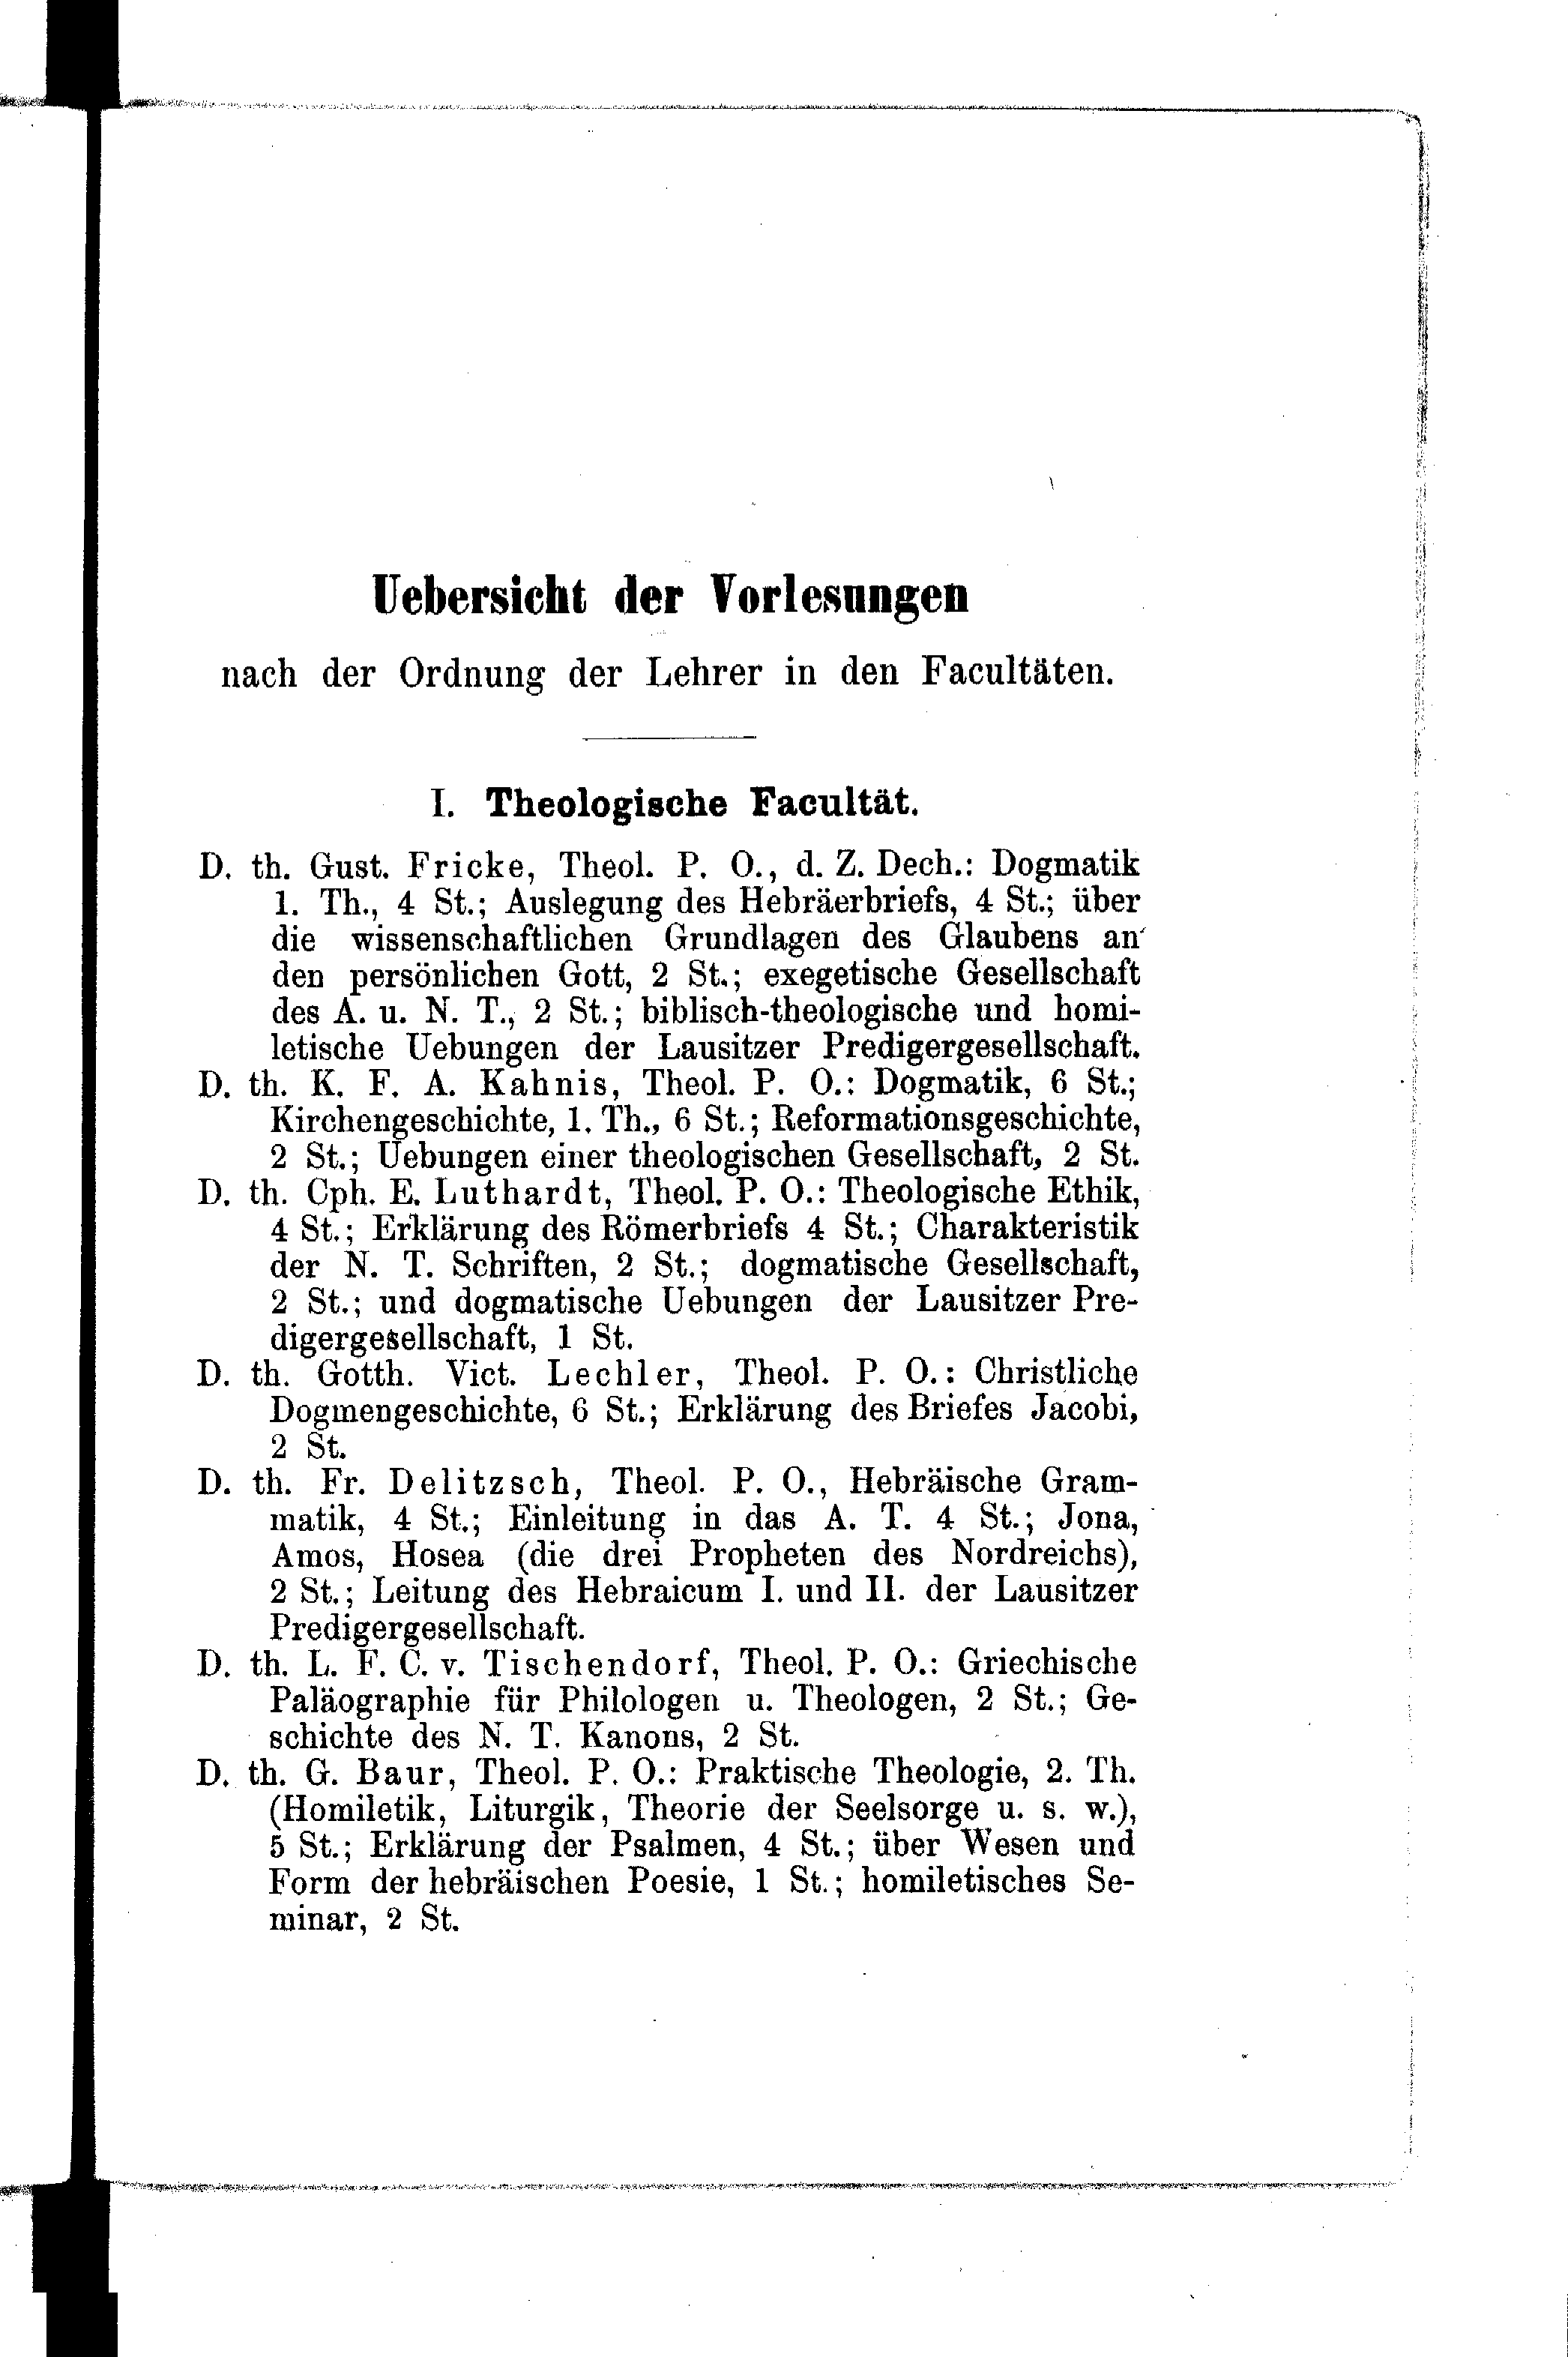 Uebersicht der Vorlesungen
nach der Ordnung der Lehrer in den Facultäten.
I. Theologische Facultät.
D. th. Gust. Fricke, Theol. P. O., d. Z. Dech.: Dogmatik
1. Th., 4 St.; Auslegung des Hebräerbriefs, 4 St.; über
die wissenschaftlichen Grundlagen des Glaubens an
den persönlichen Gott, 2 St.; exegetische Gesellschaft
des A. u. N. T., 2 St.; biblisch-theologische und homi-
letische Uebungen der Lausitzer Predigergesellschaft.
D. th. K. F. A. Kahnis, Theol. P. O.: Dogmatik, 6 St.;
Kirchengeschichte, 1. Th., 6 St.; Reformationsgeschichte,
2 St.; Uebungen einer theologischen Gesellschaft, 2 St.
D. th. Cph. E. Luthardt, Theol. P. O.: Theologische Ethik,
4 St.; Erklärung des Römerbriefs 4 St.; Charakteristik
der N. T. Schriften, 2 St.; dogmatische Gesellschaft,
2 St.; und dogmatische Uebungen der Lausitzer Pre-
digergesellschaft, 1 St.
D. th. Gotth. Vict. Lechler, Theol. P. O.: Christliche
Dogmengeschichte, 6 St.; Erklärung des Briefes Jacobi,
2 St.
D. th. Fr. Delitzsch, Theol. P. O., Hebräische Gram-
matik, 4 St.; Einleitung in das A. T. 4 St.; Jona,
Amos, Hosea (die drei Propheten des Nordreichs),
2 St.; Leitung des Hebraicum I. und II. der Lausitzer
Predigergesellschaft.
D. th. L. F. C. v. Tischendorf, Theol. P. O.: Griechische
Paläographie für Philologen u. Theologen, 2 St.; Ge-
schichte des N. T. Kanons, 2 St.
D. th. G. Baur, Theol. P. O.: Praktische Theologie, 2. Th.
(Homiletik, Liturgik, Theorie der Seelsorge u. s. w.),
5 St.; Erklärung der Psalmen, 4 St.; über Wesen und
Form der hebräischen Poesie, 1 St.; homiletisches Se-
minar, 2 St.